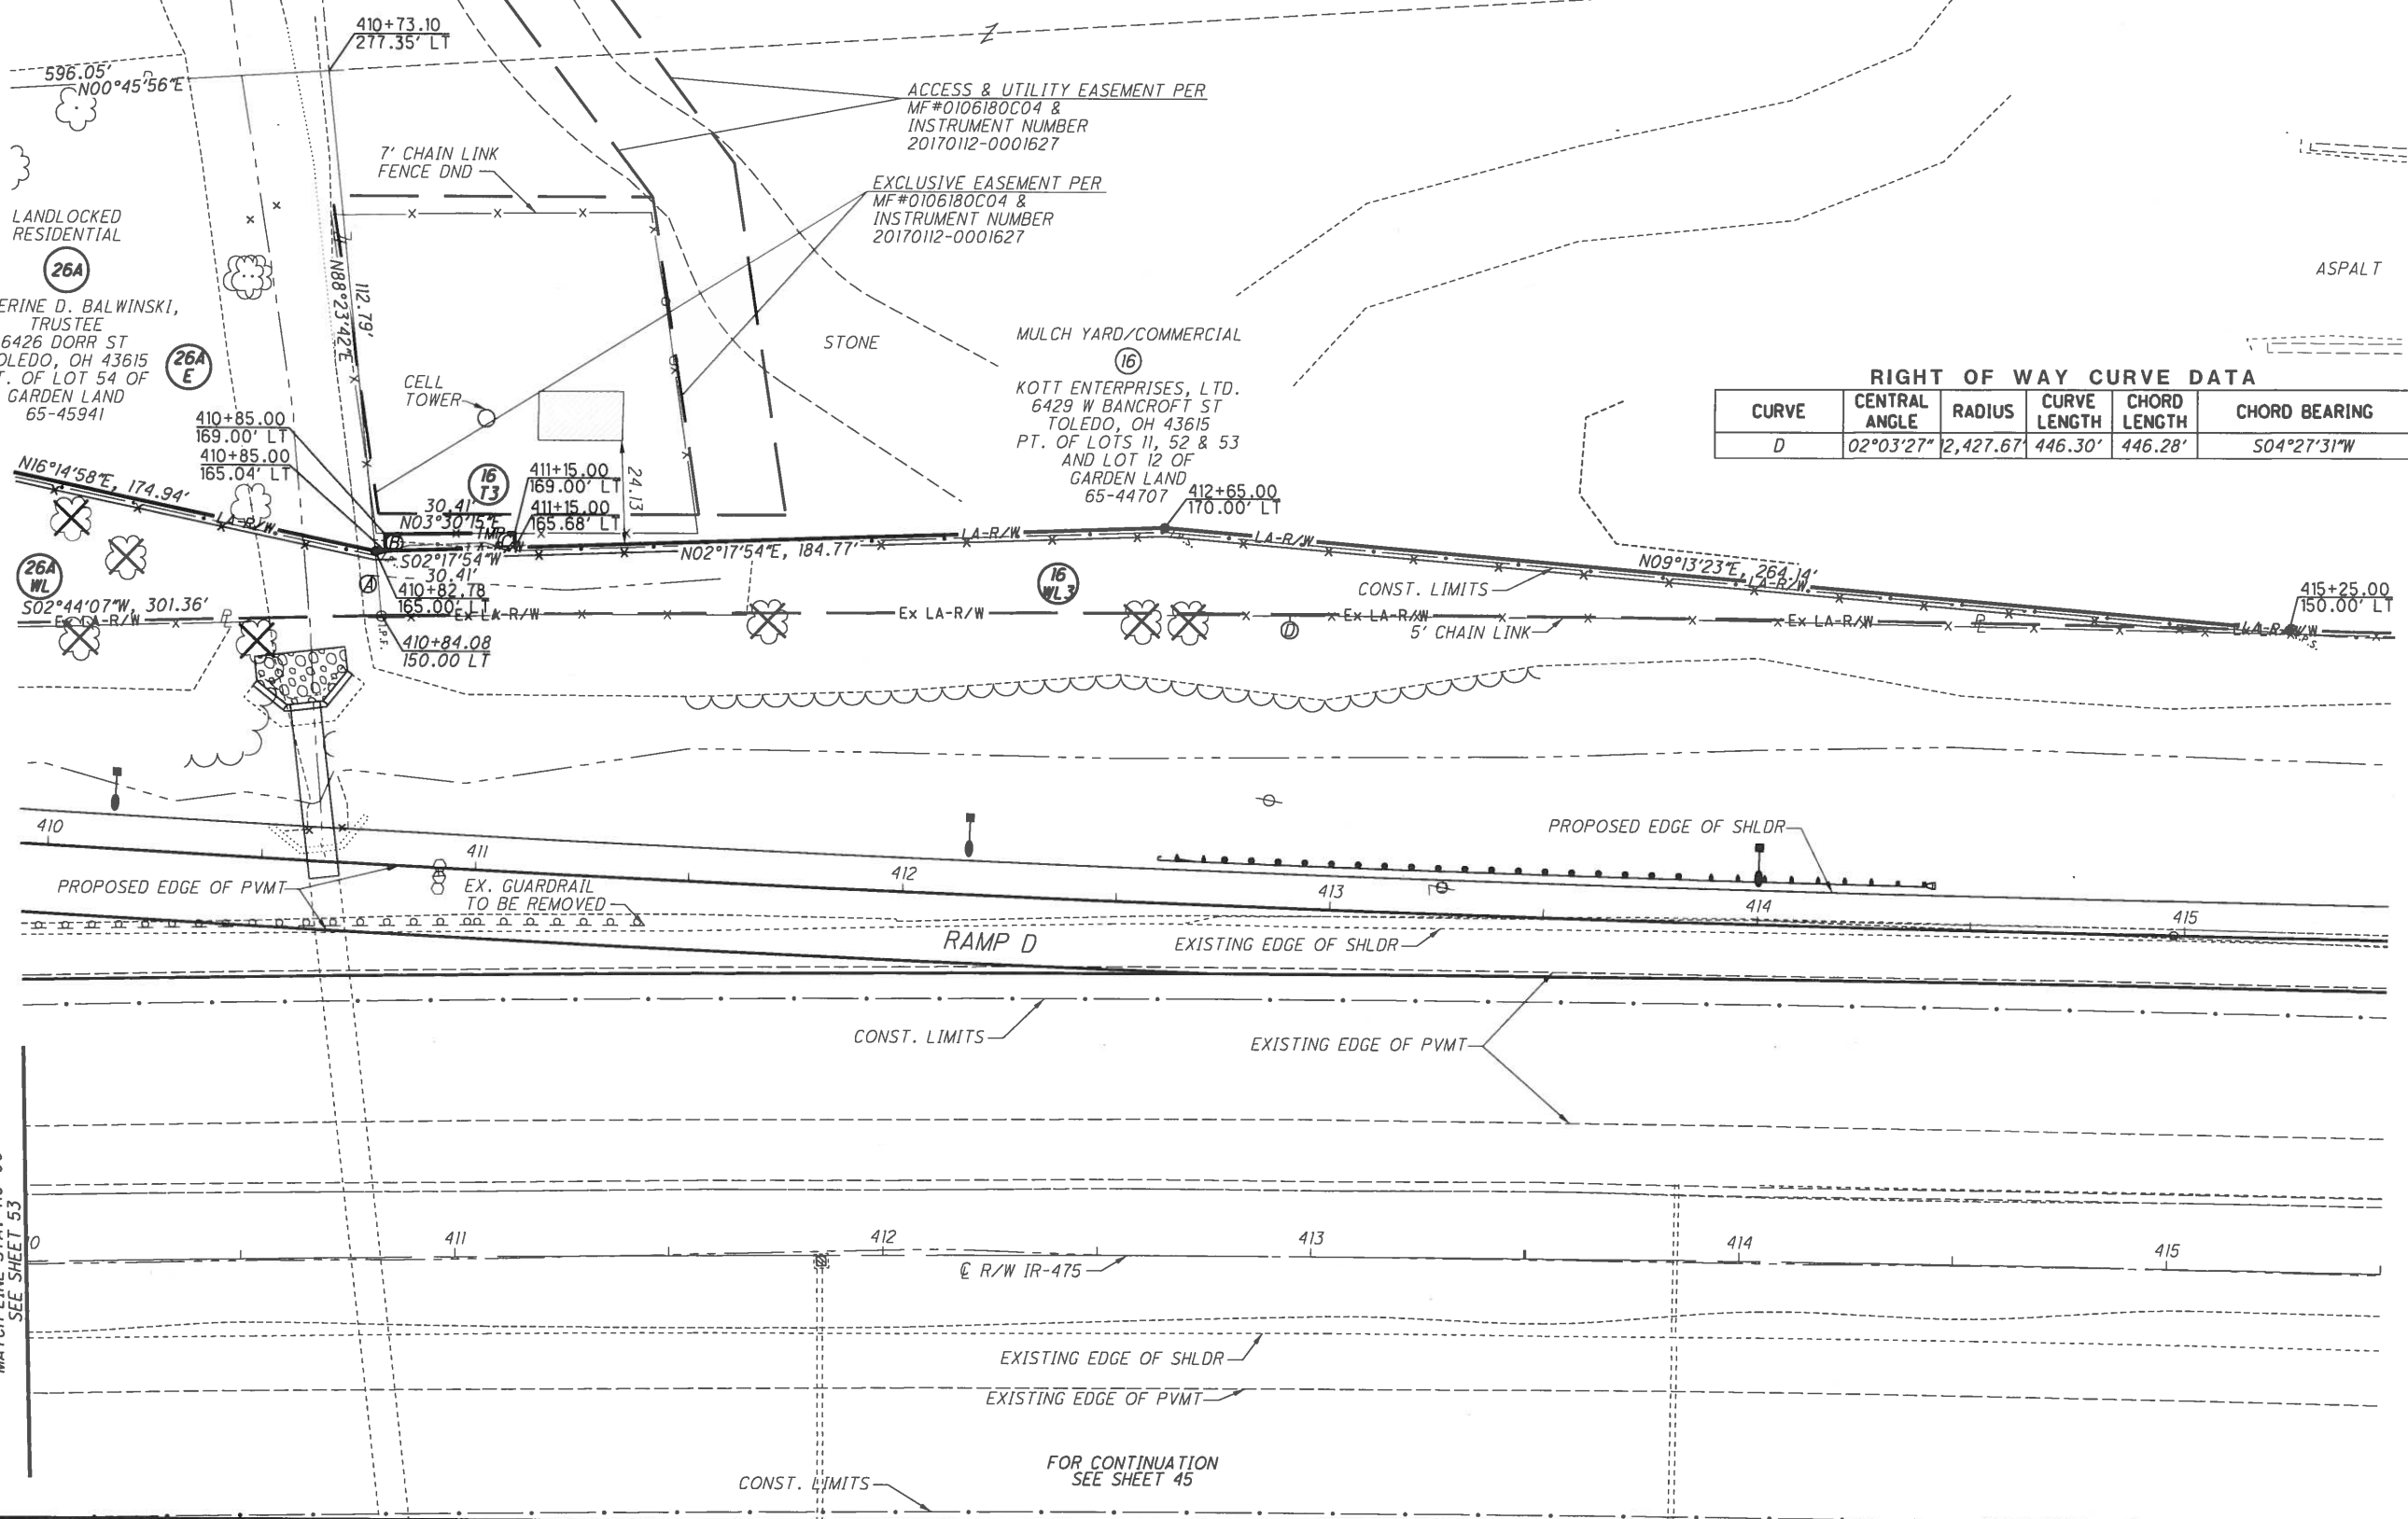 410+73.10
277.35' LT
596.05'
N00°45'56"E
ACCESS & UTILITY EASEMENT PER
MF#0106180C04 &
INSTRUMENT NUMBER
20170112-0001627
7' CHAIN LINK
FENCE DND
EXCLUSIVE EASEMENT PER
MF#0106180C04 &
INSTRUMENT NUMBER
20170112-0001627
LANDLOCKED
RESIDENTIAL
26A
ERINE D. BALWINSKI,
TRUSTEE
6426 DORR ST
OLEDO, OH 43615
T. OF LOT 54 OF
GARDEN LAND
65-45941
26A
E
N88°23'42"E
112.79'
CELL
TOWER
STONE
MULCH YARD/COMMERCIAL
16
KOTT ENTERPRISES, LTD.
6429 W BANCROFT ST
TOLEDO, OH 43615
PT. OF LOTS 11, 52 & 53
AND LOT 12 OF
GARDEN LAND
65-44707
ASPALT
RIGHT OF WAY CURVE DATA
CURVE CENTRAL ANGLE RADIUS CURVE LENGTH CHORD LENGTH CHORD BEARING
D 02°03'27" 12,427.67' 446.30' 446.28' S04°27'31"W
410+85.00
169.00' LT
410+85.00
165.04' LT
16
T3
411+15.00
169.00' LT
411+15.00
165.68' LT
24.13'
30.41'
N03°30'15"E
412+65.00
170.00' LT
N16°14'58"E, 174.94'
LA-R/W
B
C
S02°17'54"W
30.41'
N02°17'54"E, 184.77'
LA-R/W
LA-R/W
I.P.S.
A
410+82.78
165.00' LT
26A
WL
16
WL3
CONST. LIMITS
N09°13'23"E, 264.14'
LA-R/W
415+25.00
150.00' LT
S02°44'07"W, 301.36'
Ex LA-R/W
Ex LA-R/W
Ex LA-R/W
D
Ex LA-R/W
5' CHAIN LINK
Ex LA-R/W
LA-R/W
I.P.S.
I.P.F.
410+84.08
150.00 LT
410
411
412
413
414
415
PROPOSED EDGE OF SHLDR
PROPOSED EDGE OF PVMT
EX. GUARDRAIL
TO BE REMOVED
RAMP D
EXISTING EDGE OF SHLDR
CONST. LIMITS
EXISTING EDGE OF PVMT
SEE SHEET 53
10
411
412
413
414
415
℄ R/W IR-475
EXISTING EDGE OF SHLDR
EXISTING EDGE OF PVMT
FOR CONTINUATION
SEE SHEET 45
CONST. LIMITS